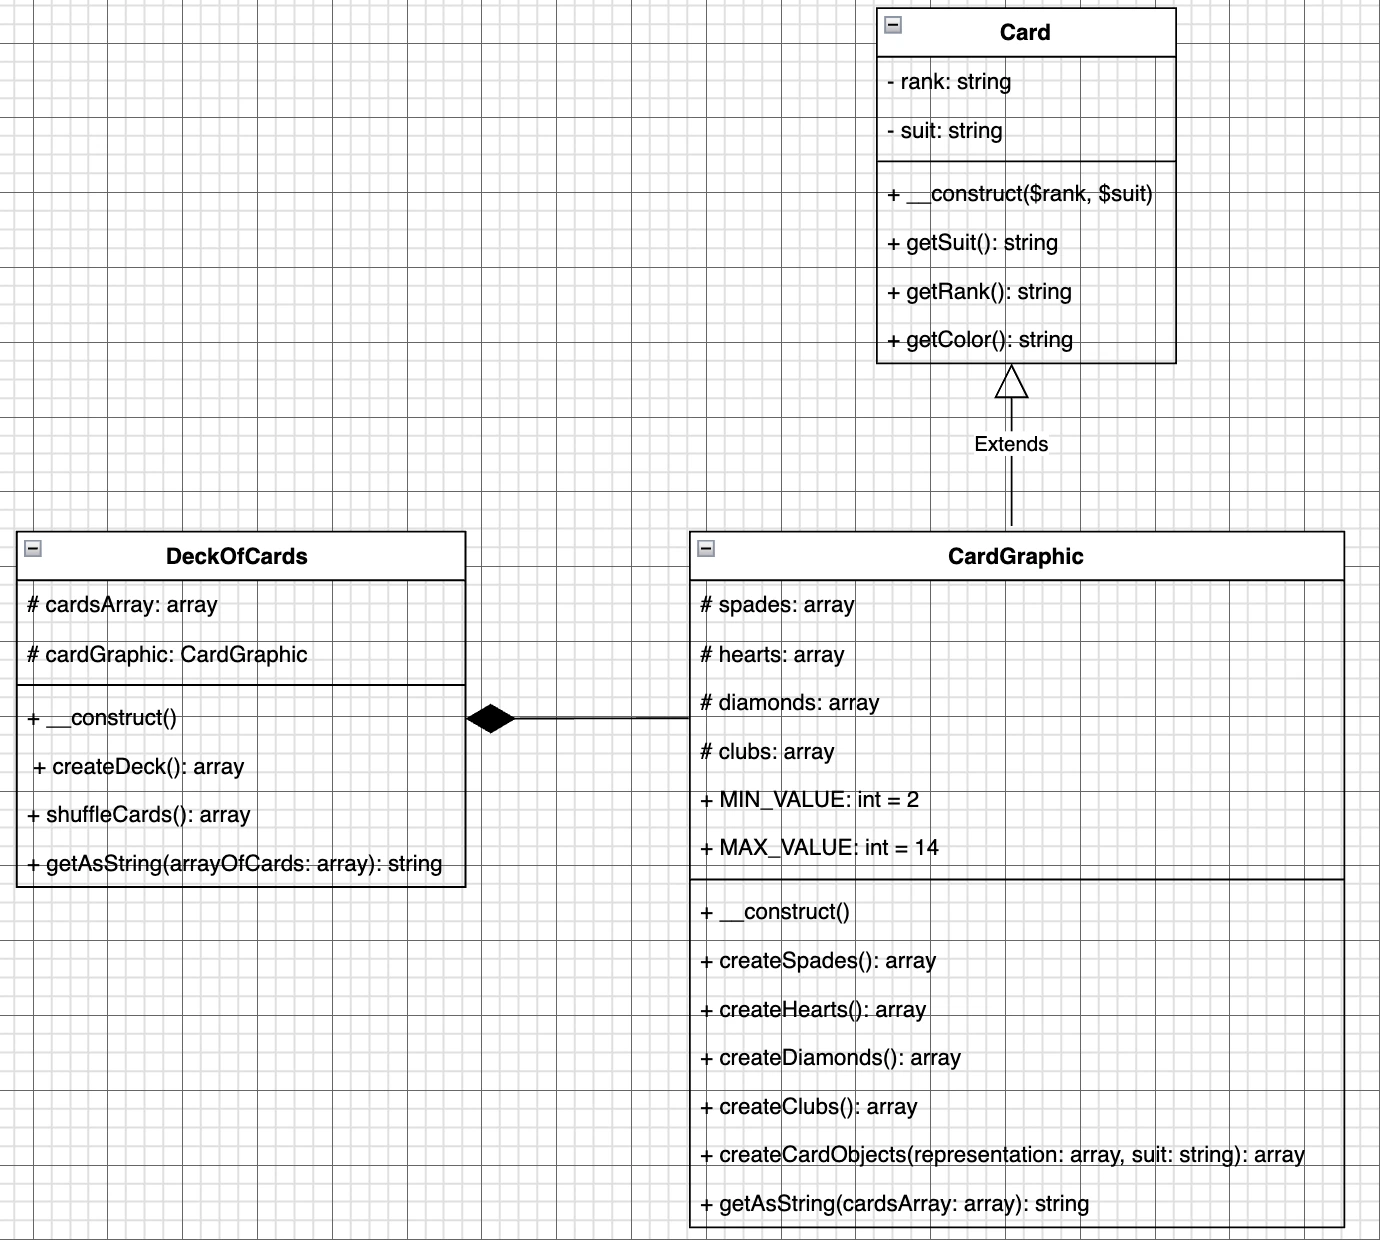 Card
- rank: string
- suit: string
+ __construct($rank, $suit)
+ getSuit(): string
+ getRank(): string
+ getColor(): string
Extends
DeckOfCards
# cardsArray: array
# cardGraphic: CardGraphic
+ __construct()
+ createDeck(): array
+ shuffleCards(): array
+ getAsString(arrayOfCards: array): string
CardGraphic
# spades: array
# hearts: array
# diamonds: array
# clubs: array
+ MIN_VALUE: int = 2
+ MAX_VALUE: int = 14
+ __construct()
+ createSpades(): array
+ createHearts(): array
+ createDiamonds(): array
+ createClubs(): array
+ createCardObjects(representation: array, suit: string): array
+ getAsString(cardsArray: array): string